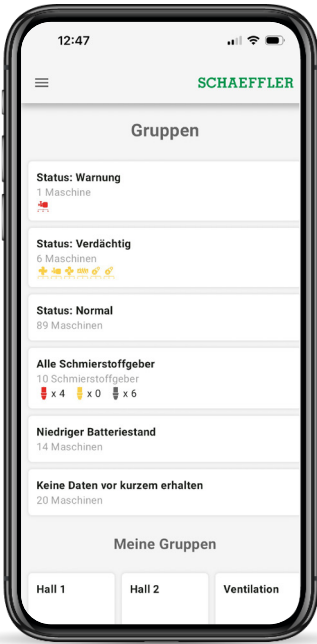 12:47
SCHAEFFLER
Gruppen
Status: Warnung
1 Maschine
Status: Verdächtig
6 Maschinen
Status: Normal
89 Maschinen
Alle Schmierstoffgeber
10 Schmierstoffgeber
x 4 x 0 x 6
Niedriger Batteriestand
14 Maschinen
Keine Daten vor kurzem erhalten
20 Maschinen
Meine Gruppen
Hall 1 Hall 2 Ventilation